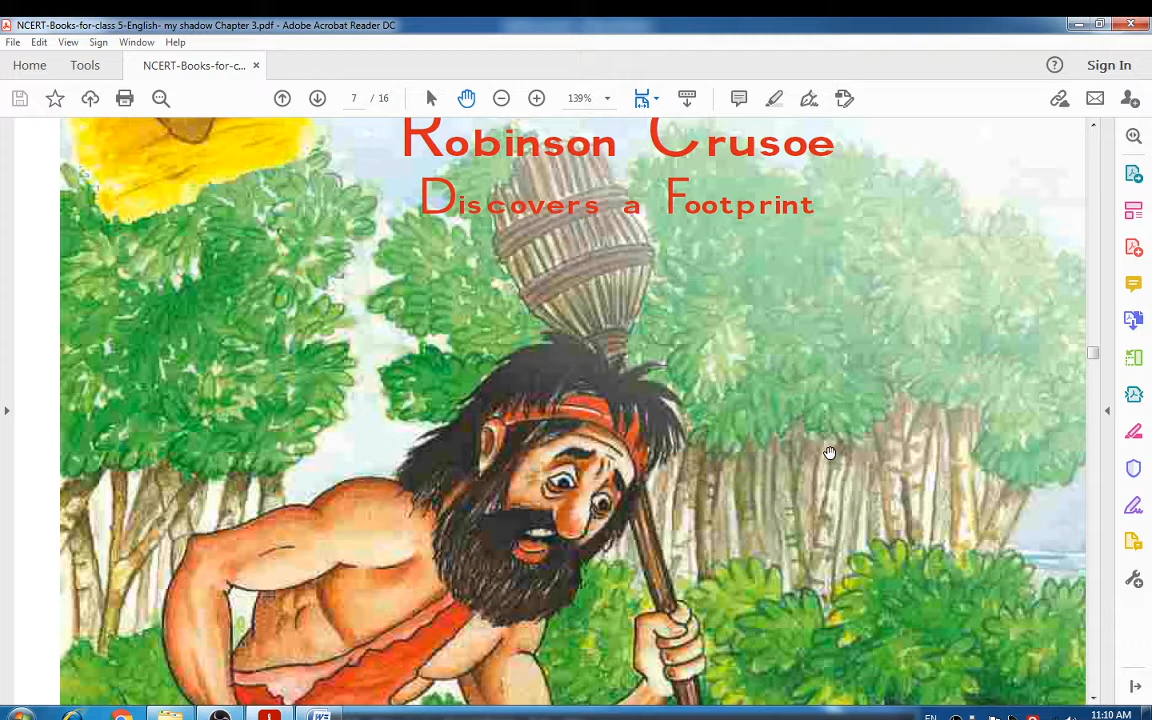 NCERT-Books-for-class 5-English- my shadow Chapter 3.pdf - Adobe Acrobat Reader DC
File Edit View Sign Window Help
Home Tools NCERT-Books-for-c... Sign In
7 / 16 139%
Robinson Crusoe
Discovers a Footprint
EN 11:10 AM